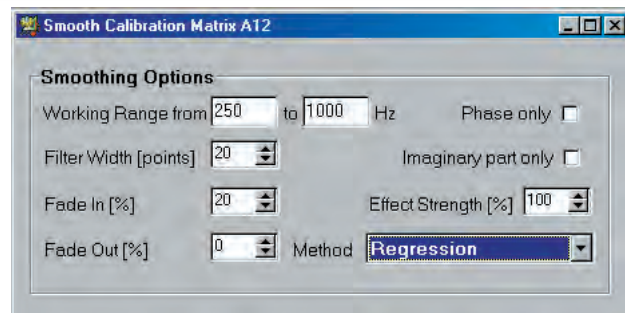 Smooth Calibration Matrix A12
Smoothing Options
Working Range from 250 to 1000 Hz Phase only
Filter Width [points] 20 Imaginary part only
Fade In [%] 20 Effect Strength [%] 100
Fade Out [%] 0 Method Regression